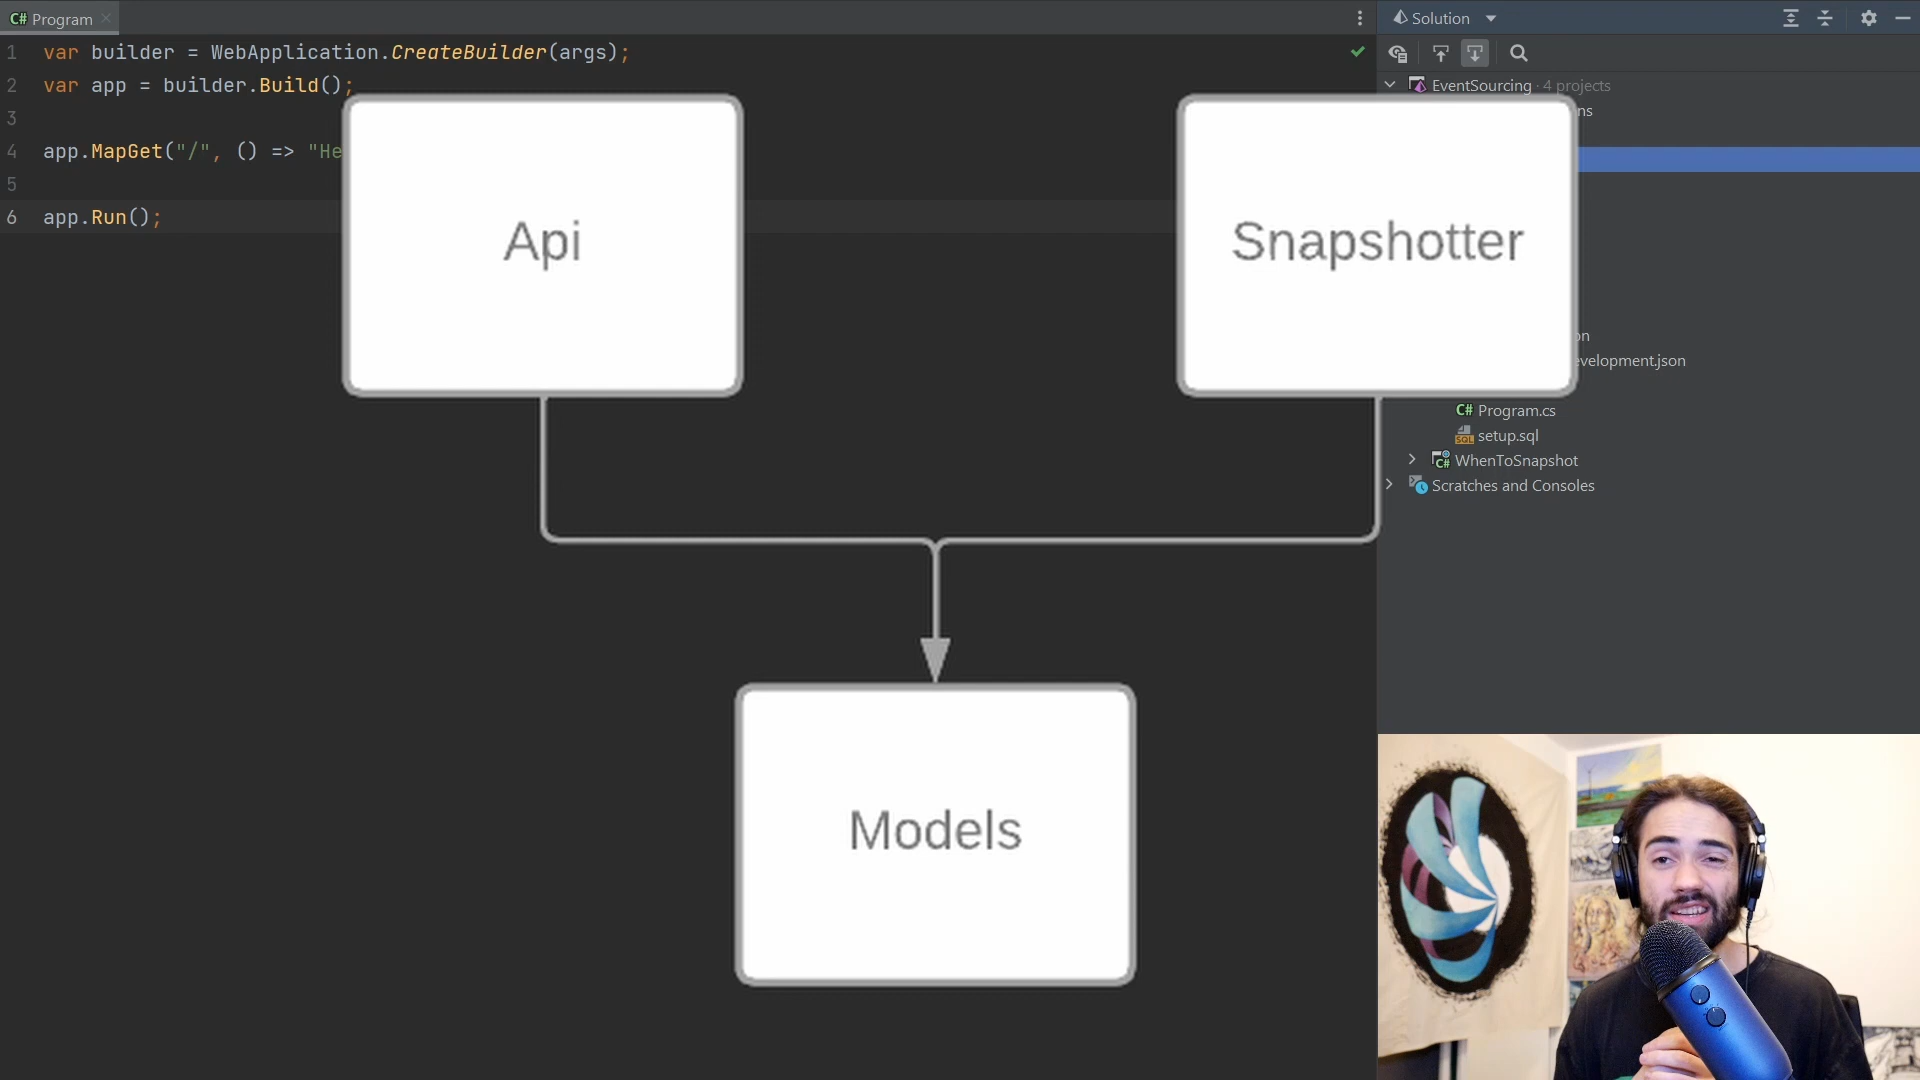 Program
1 var builder = WebApplication.CreateBuilder(args);
2 var app = builder.Build();
3
4 app.MapGet("/", () => "He
5
6 app.Run();
Api
Snapshotter
Models
Solution
EventSourcing · 4 projects
ns
on
evelopment.json
C# Program.cs
SQL setup.sql
C# WhenToSnapshot
Scratches and Consoles